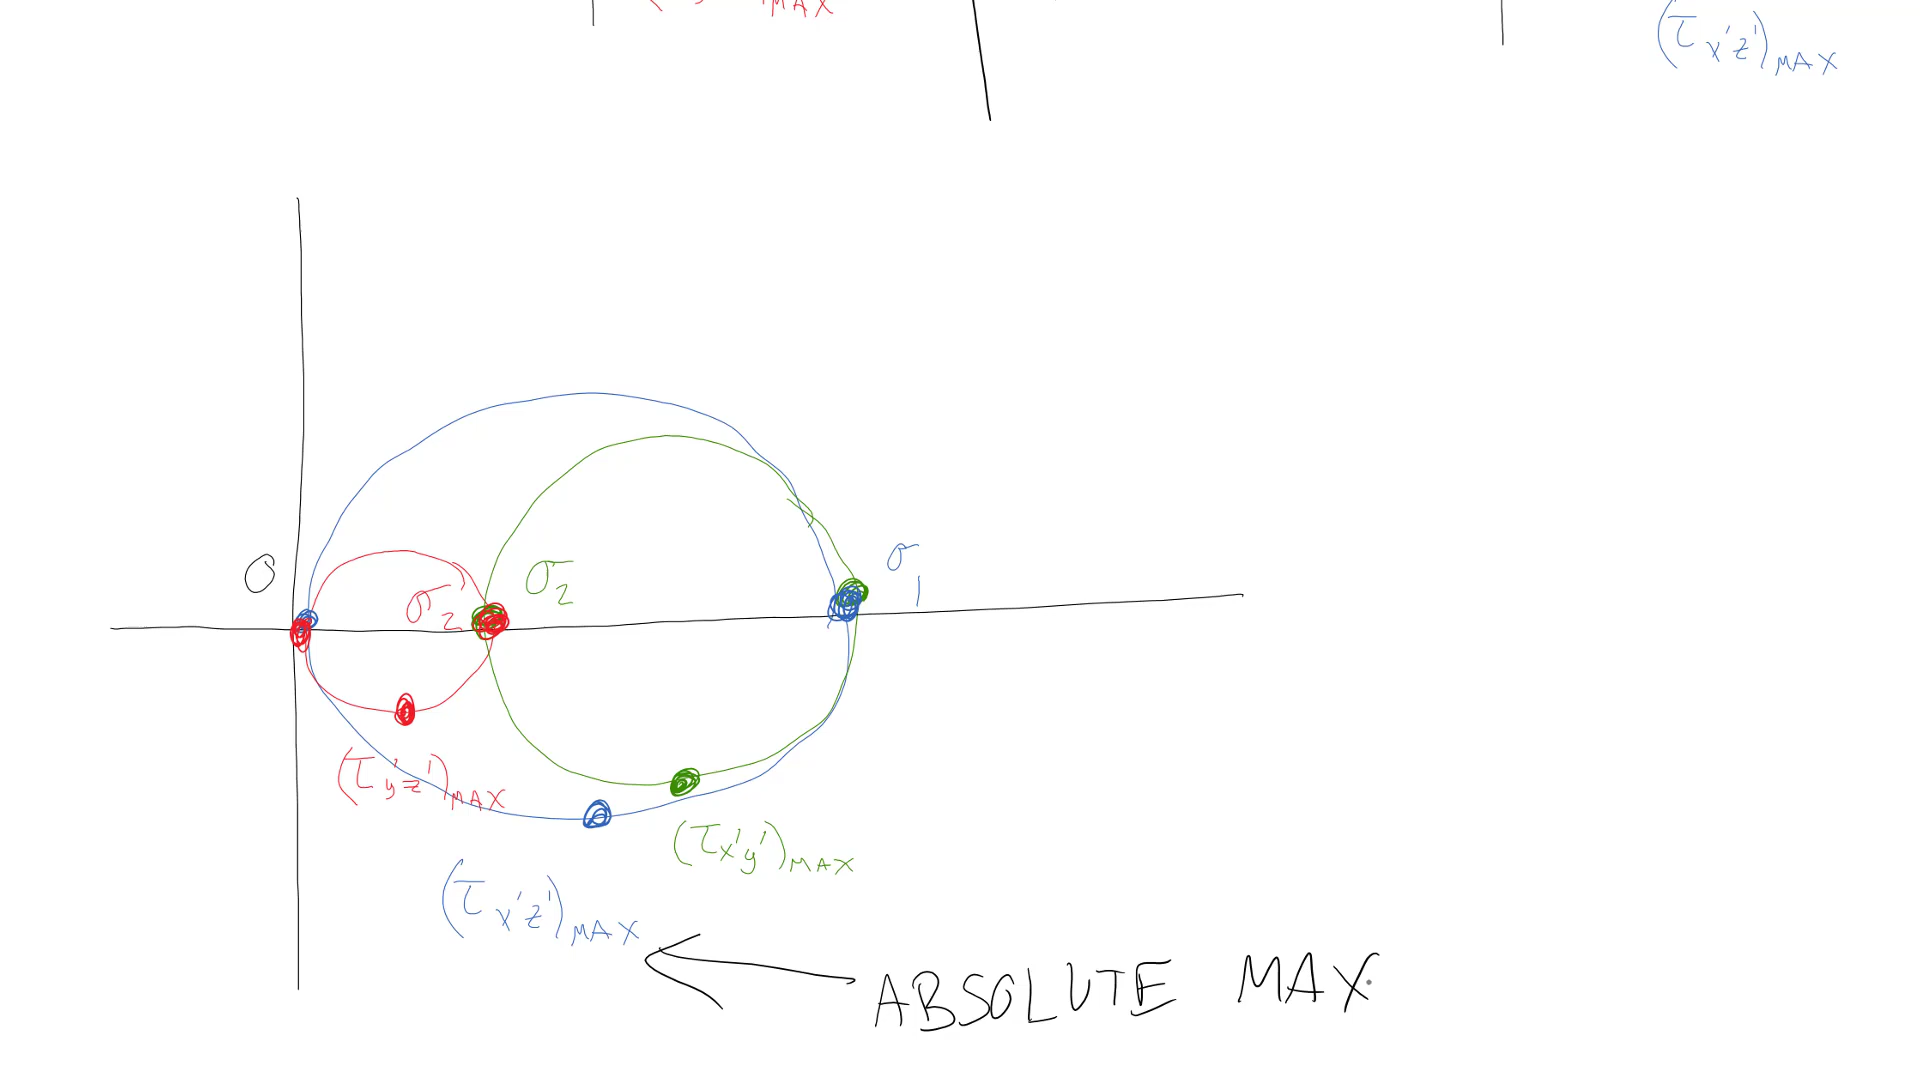 (τx'z')MAX
σ1
O
σ2
σ2
(τy'z')MAX
(τx'y')MAX
(τx'z')MAX
ABSOLUTE MAX